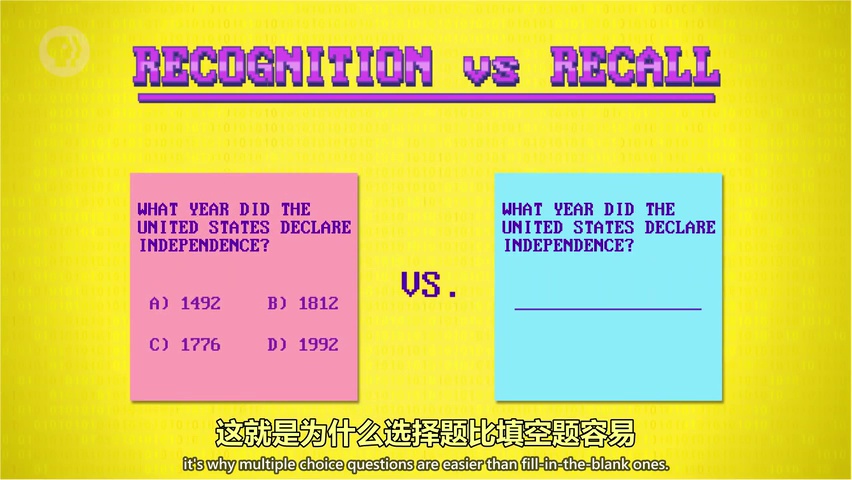 RECOGNITION vs RECALL
WHAT YEAR DID THE
UNITED STATES DECLARE
INDEPENDENCE?
A) 1492 B) 1812
C) 1776 D) 1992
VS.
WHAT YEAR DID THE
UNITED STATES DECLARE
INDEPENDENCE?
这就是为什么选择题比填空题容易
it's why multiple choice questions are easier than fill-in-the-blank ones.